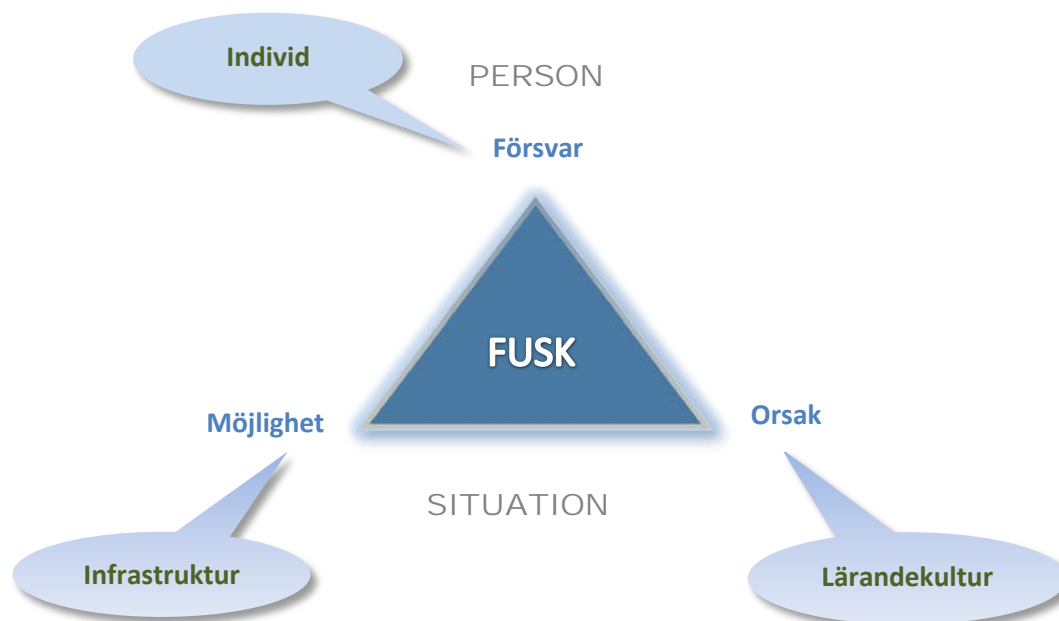 Individ
PERSON
Försvar
FUSK
Möjlighet
Orsak
SITUATION
Infrastruktur
Lärandekultur